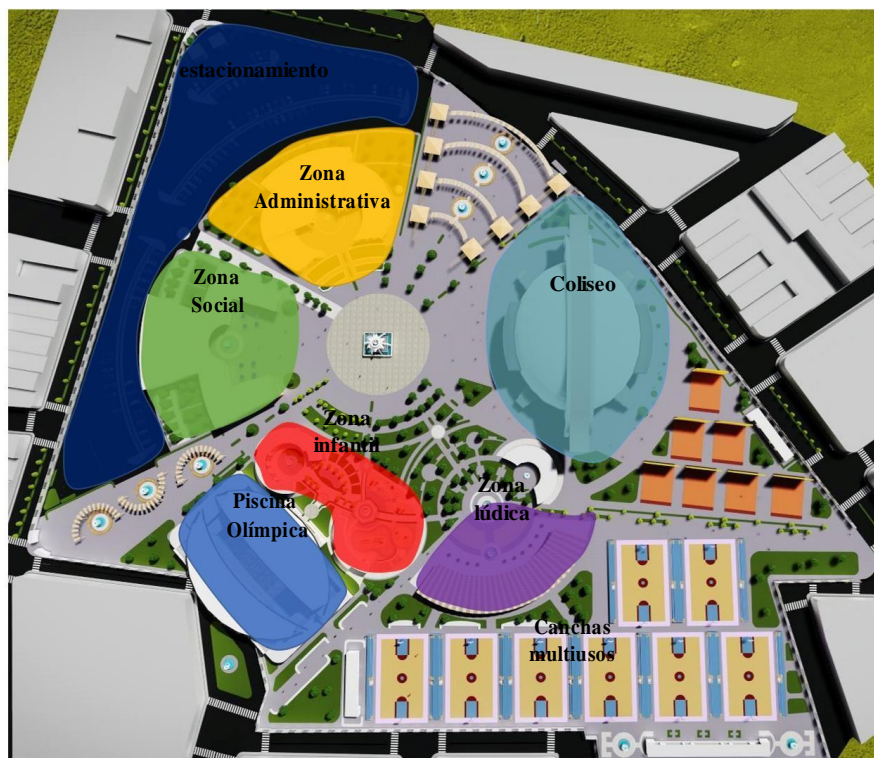 estacionamiento
Zona
Administrativa
Zona
Social
Coliseo
Zona
infantil
Piscina
Olímpica
Zona
lúdica
Canchas
multiusos